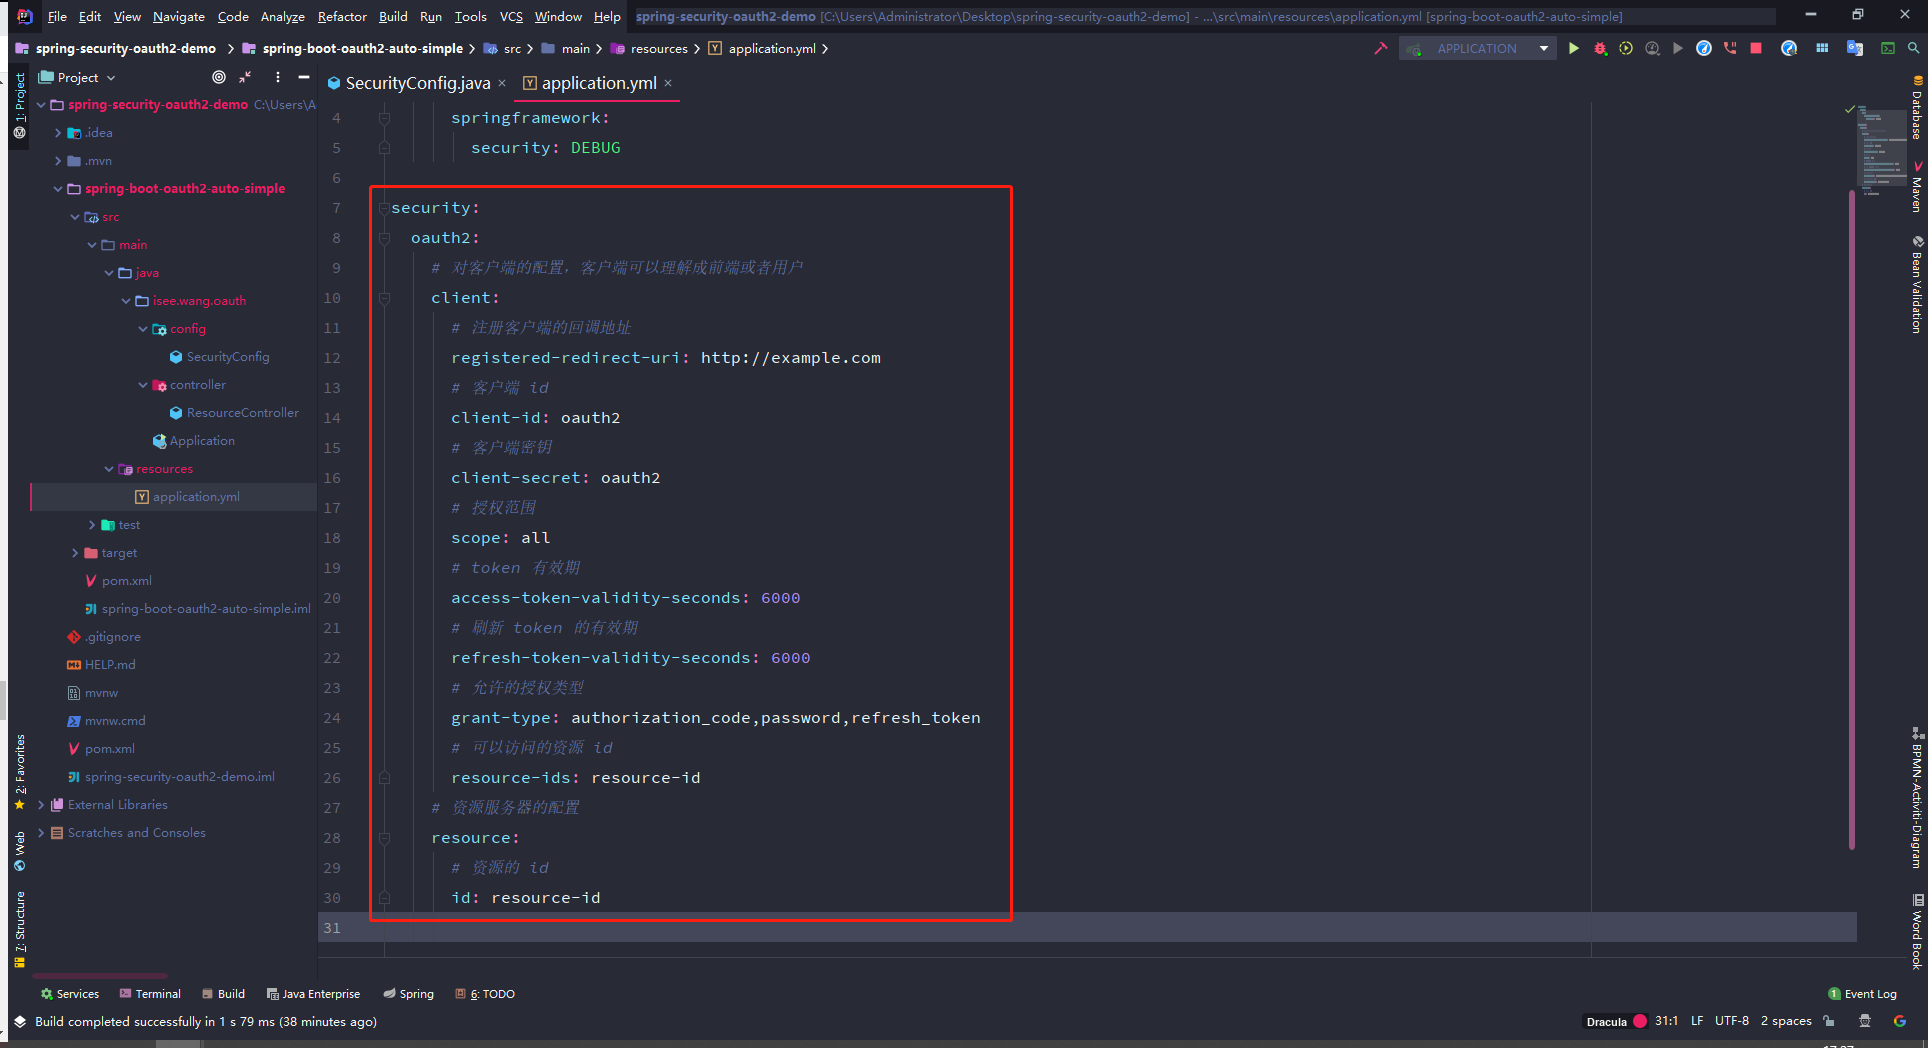 File Edit View Navigate Code Analyze Refactor Build Run Tools VCS Window Help spring-security-oauth2-demo [C:\Users\Administrator\Desktop\spring-security-oauth2-demo] - ...\src\main\resources\application.yml [spring-boot-oauth2-auto-simple]
spring-security-oauth2-demo spring-boot-oauth2-auto-simple src main resources application.yml APPLICATION
Project
SecurityConfig.java application.yml
1: Project
2: Favorites
Web
7: Structure
spring-security-oauth2-demo C:\Users\A
.idea
.mvn
spring-boot-oauth2-auto-simple
src
main
java
isee.wang.oauth
config
SecurityConfig
controller
ResourceController
Application
resources
application.yml
test
target
pom.xml
spring-boot-oauth2-auto-simple.iml
.gitignore
HELP.md
mvnw
mvnw.cmd
pom.xml
spring-security-oauth2-demo.iml
External Libraries
Scratches and Consoles
4 springframework:
5 security: DEBUG
6
7 security:
8 oauth2:
9 # 对客户端的配置，客户端可以理解成前端或者用户
10 client:
11 # 注册客户端的回调地址
12 registered-redirect-uri: http://example.com
13 # 客户端 id
14 client-id: oauth2
15 # 客户端密钥
16 client-secret: oauth2
17 # 授权范围
18 scope: all
19 # token 有效期
20 access-token-validity-seconds: 6000
21 # 刷新 token 的有效期
22 refresh-token-validity-seconds: 6000
23 # 允许的授权类型
24 grant-type: authorization_code,password,refresh_token
25 # 可以访问的资源 id
26 resource-ids: resource-id
27 # 资源服务器的配置
28 resource:
29 # 资源的 id
30 id: resource-id
31
Database
Maven
Bean Validation
BPMN-Activiti-Diagram
Word Book
Services Terminal Build Java Enterprise Spring 6: TODO 1 Event Log
Build completed successfully in 1 s 79 ms (38 minutes ago) Dracula 31:1 LF UTF-8 2 spaces